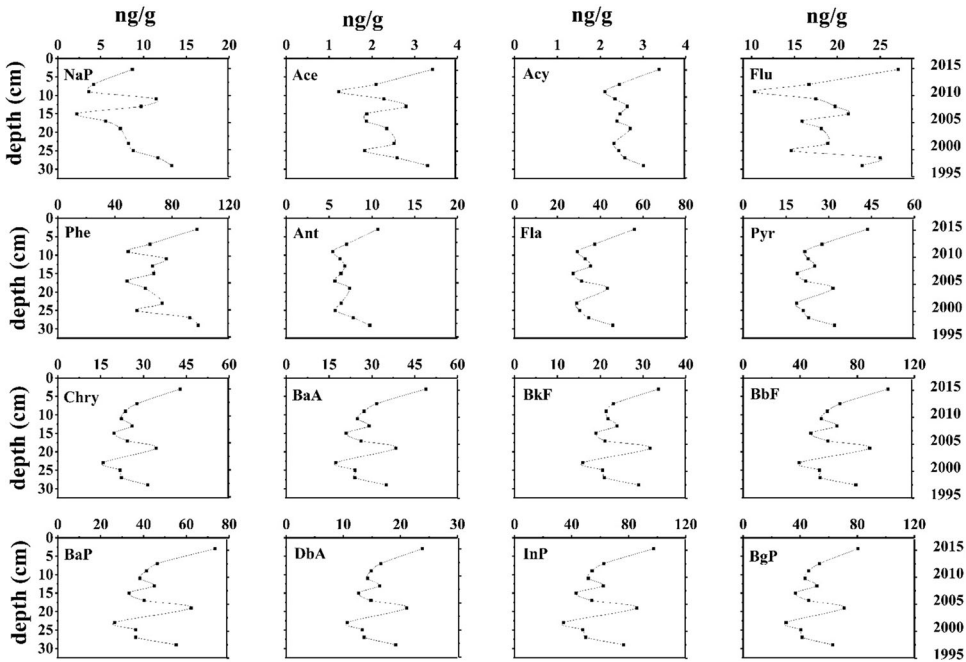 ng/g ng/g ng/g ng/g
0 5 10 15 20 0 1 2 3 4 0 1 2 3 4 10 15 20 25
depth (cm)
0 5 10 15 20 25 30
NaP Ace Acy Flu
2015 2010 2005 2000 1995
0 40 80 120 0 5 10 15 20 0 20 40 60 80 0 15 30 45 60
depth (cm)
0 5 10 15 20 25 30
Phe Ant Fla Pyr
2015 2010 2005 2000 1995
0 15 30 45 60 0 15 30 45 60 0 10 20 30 40 0 30 60 90 120
depth (cm)
0 5 10 15 20 25 30
Chry BaA BkF BbF
2015 2010 2005 2000 1995
0 20 40 60 80 0 10 20 30 0 40 80 120 0 40 80 120
depth (cm)
0 5 10 15 20 25 30
BaP DbA InP BgP
2015 2010 2005 2000 1995